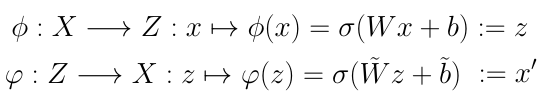 ϕ : X ⟶ Z : x ↦ ϕ(x) = σ(Wx + b) := z
φ : Z ⟶ X : z ↦ φ(z) = σ(W̃z + b̃) := x′